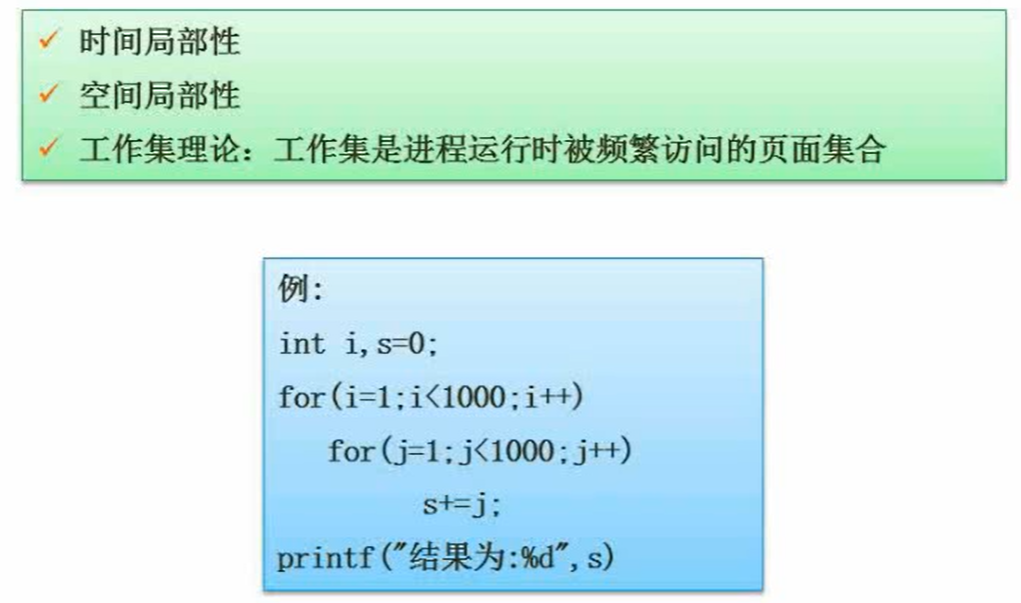 ✓ 时间局部性
✓ 空间局部性
✓ 工作集理论：工作集是进程运行时被频繁访问的页面集合
例:
int i,s=0;
for(i=1;i<1000;i++)
for(j=1;j<1000;j++)
s+=j;
printf("结果为:%d",s)